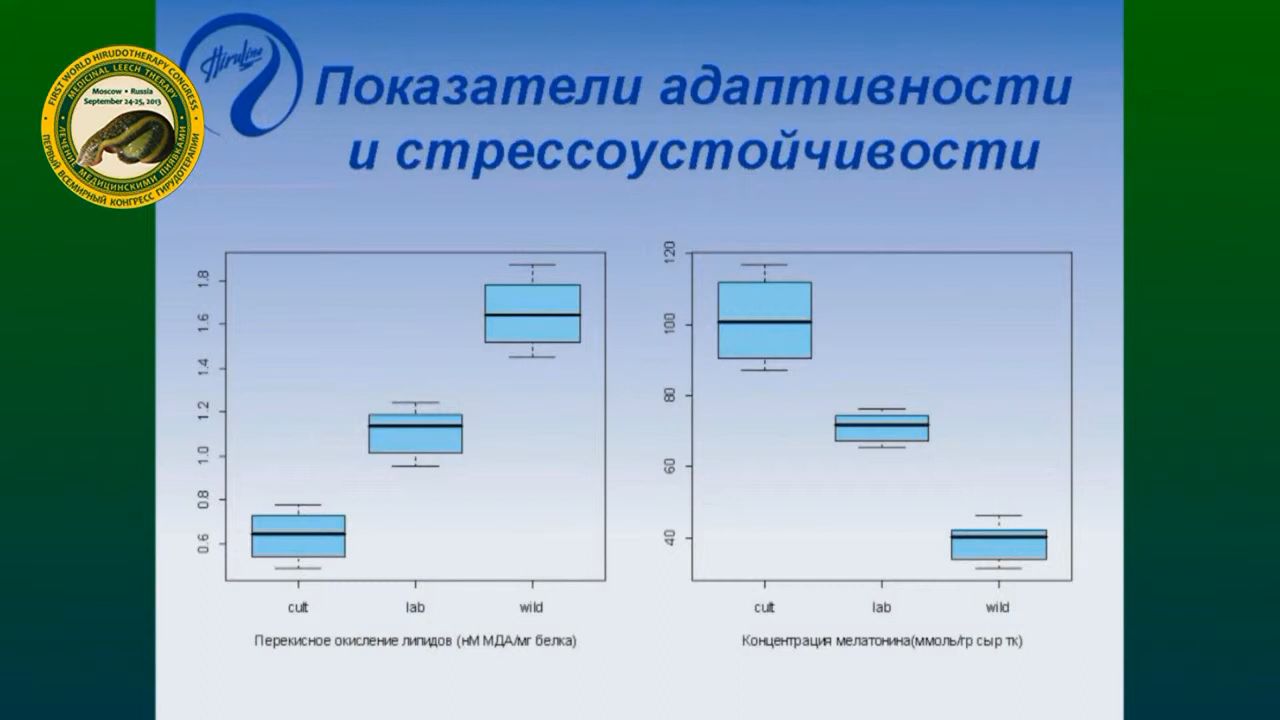 FIRST WORLD HIRUDOTHERAPY CONGRESS
MEDICINAL LEECH THERAPY
Moscow • Russia
September 24-25, 2013
ЛЕЧЕНИЕ МЕДИЦИНСКИМИ ПИЯВКАМИ
ПЕРВЫЙ ВСЕМИРНЫЙ КОНГРЕСС ГИРУДОТЕРАПИИ
Hiruline
Показатели адаптивности
и стрессоустойчивости
1.8
1.6
1.4
1.2
1.0
0.8
0.6
cult lab wild
Перекисное окисление липидов (нМ МДА/мг белка)
120
100
80
60
40
cult lab wild
Концентрация мелатонина(ммоль/гр сыр тк)